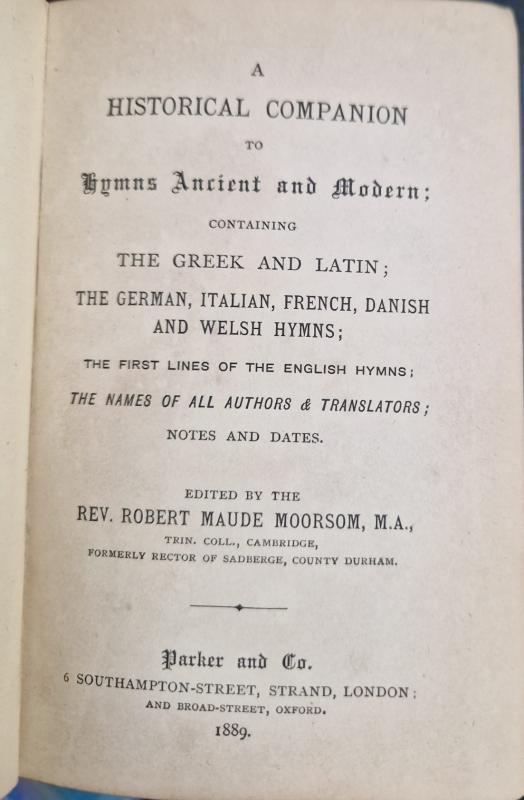 A
HISTORICAL COMPANION
TO
Hymns Ancient and Modern;
CONTAINING
THE GREEK AND LATIN;
THE GERMAN, ITALIAN, FRENCH, DANISH
AND WELSH HYMNS;
THE FIRST LINES OF THE ENGLISH HYMNS;
THE NAMES OF ALL AUTHORS & TRANSLATORS;
NOTES AND DATES.
EDITED BY THE
REV. ROBERT MAUDE MOORSOM, M.A.,
TRIN. COLL., CAMBRIDGE,
FORMERLY RECTOR OF SADBERGE, COUNTY DURHAM.
Parker and Co.
6 SOUTHAMPTON-STREET, STRAND, LONDON;
AND BROAD-STREET, OXFORD.
1889.